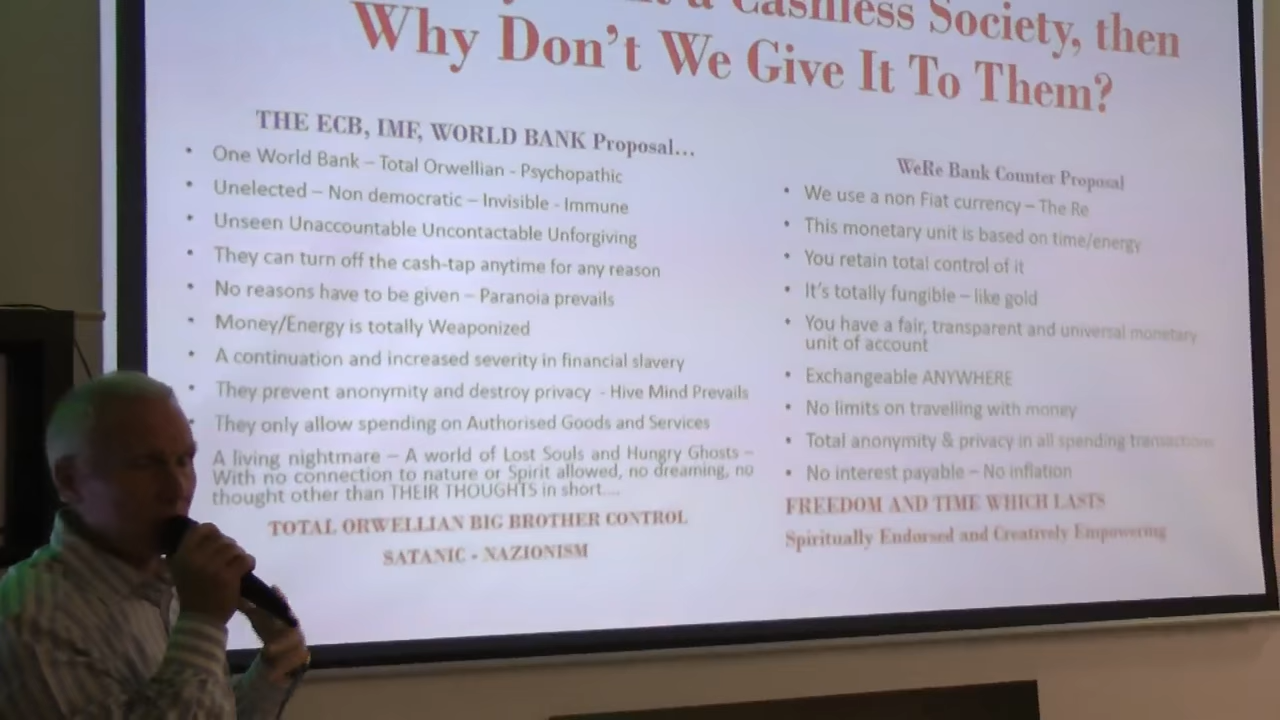 a Cashless Society, then
Why Don't We Give It To Them?
THE ECB, IMF, WORLD BANK Proposal...
• One World Bank – Total Orwellian - Psychopathic
• Unelected – Non democratic – Invisible - Immune
• Unseen Unaccountable Uncontactable Unforgiving
• They can turn off the cash-tap anytime for any reason
• No reasons have to be given – Paranoia prevails
• Money/Energy is totally Weaponized
• A continuation and increased severity in financial slavery
• They prevent anonymity and destroy privacy - Hive Mind Prevails
• They only allow spending on Authorised Goods and Services
A living nightmare – A world of Lost Souls and Hungry Ghosts –
With no connection to nature or Spirit allowed, no dreaming, no
thought other than THEIR THOUGHTS in short....
TOTAL ORWELLIAN BIG BROTHER CONTROL
SATANIC - NAZIONISM
WeRe Bank Counter Proposal
• We use a non Fiat currency – The Re
• This monetary unit is based on time/energy
• You retain total control of it
• It's totally fungible – like gold
• You have a fair, transparent and universal monetary
unit of account
• Exchangeable ANYWHERE
• No limits on travelling with money
• Total anonymity & privacy in all spending transactions
• No interest payable – No inflation
FREEDOM AND TIME WHICH LASTS
Spiritually Endorsed and Creatively Empowering